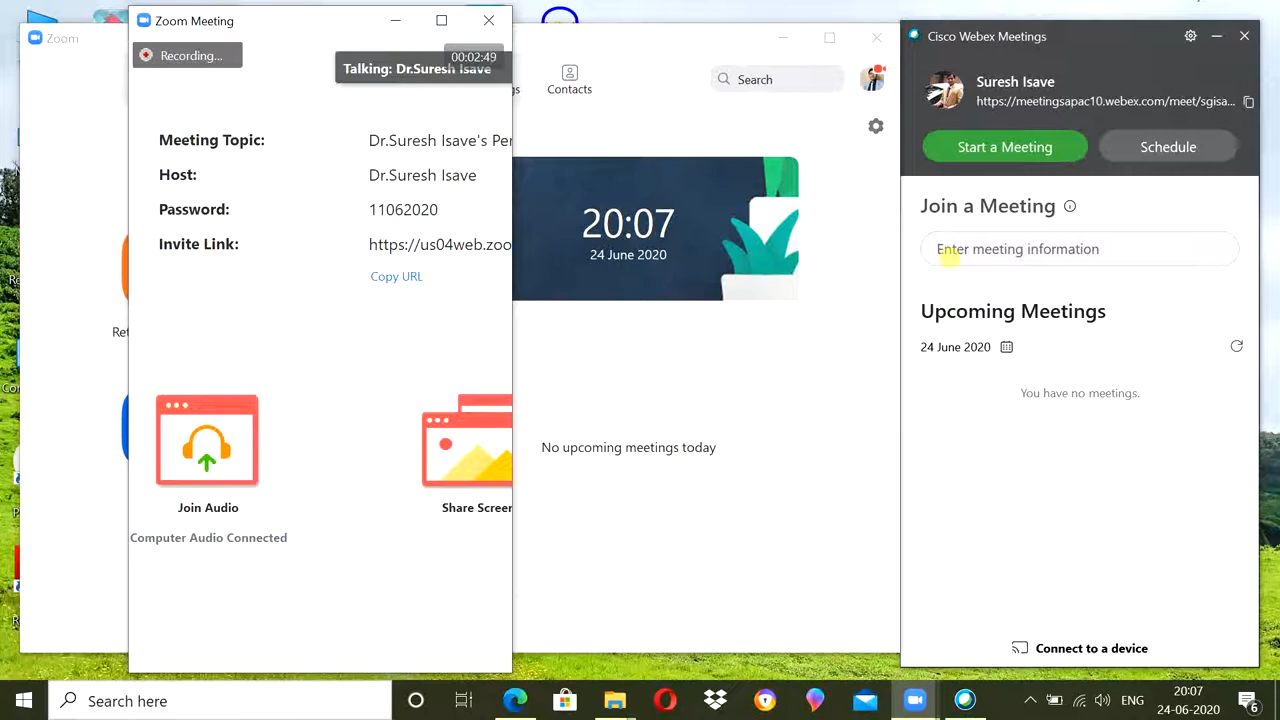 Zoom
Zoom Meeting
Recording...
00:02:49
Talking: Dr.Suresh Isave
Meeting Topic:
Dr.Suresh Isave's Per
Host:
Dr.Suresh Isave
Password:
11062020
Invite Link:
https://us04web.zoo
Copy URL
Join Audio
Share Screen
Computer Audio Connected
Contacts
Search
20:07
24 June 2020
No upcoming meetings today
Cisco Webex Meetings
Suresh Isave
https://meetingsapac10.webex.com/meet/sgisa...
Start a Meeting
Schedule
Join a Meeting
Enter meeting information
Upcoming Meetings
24 June 2020
You have no meetings.
Connect to a device
Search here
ENG
20:07
24-06-2020
6